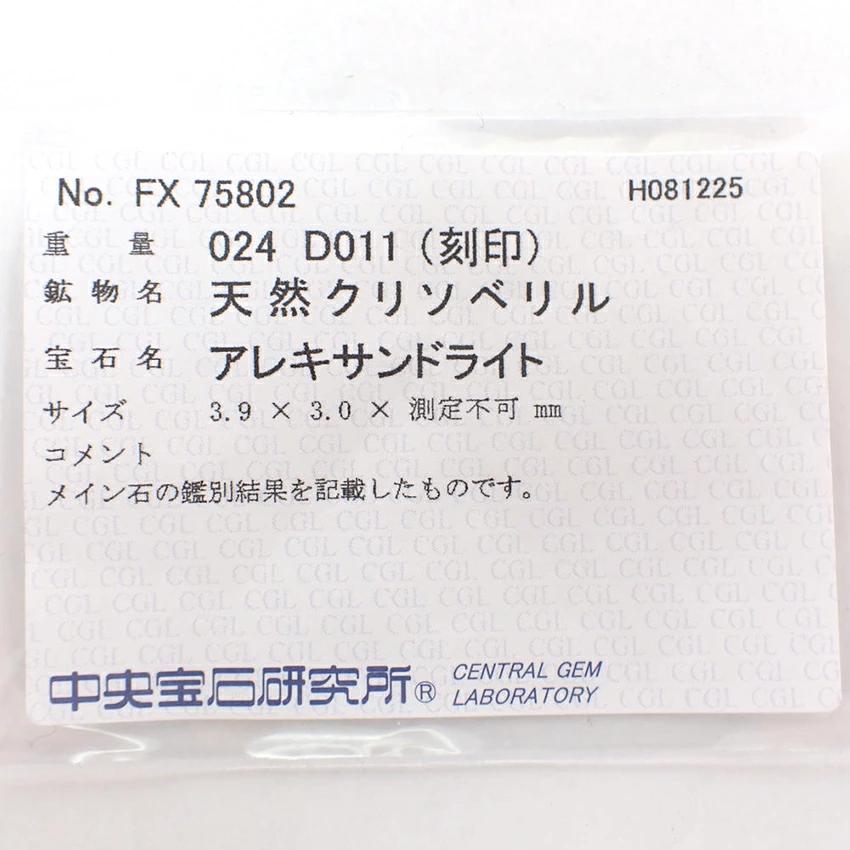 No. FX 75802 H081225
重量 024 D011 (刻印)
鉱物名 天然クリソベリル
宝石名 アレキサンドライト
サイズ 3.9 × 3.0 × 測定不可 mm
コメント
メイン石の鑑別結果を記載したものです。
中央宝石研究所® CENTRAL GEM
LABORATORY